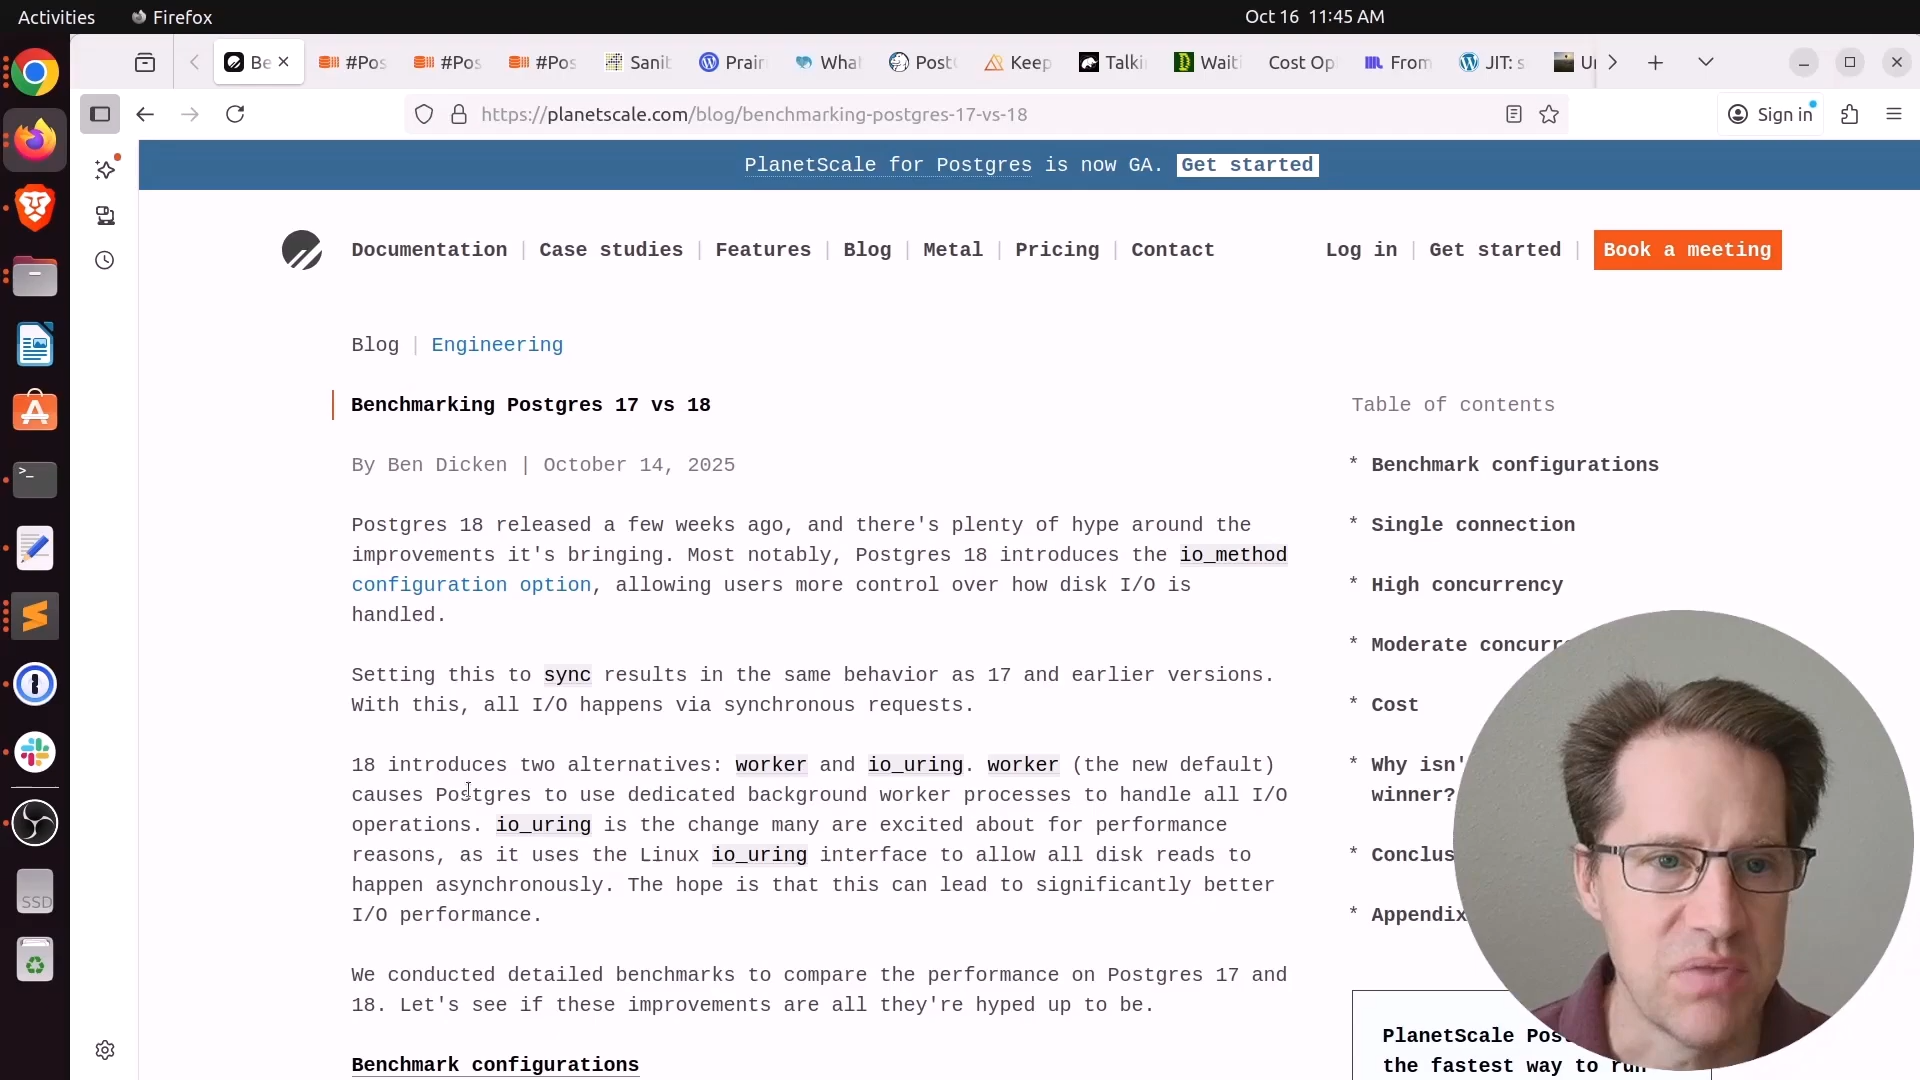 Activities
Firefox
Oct 16 11:45 AM
Be
#Pos
#Pos
#Pos
Sanit
Prair
What
Post
Keep
Talki
Waiti
Cost Op
From
JIT: s
https://planetscale.com/blog/benchmarking-postgres-17-vs-18
Sign in
PlanetScale for Postgres is now GA. Get started
Documentation | Case studies | Features | Blog | Metal | Pricing | Contact
Log in | Get started | Book a meeting
Blog | Engineering
Benchmarking Postgres 17 vs 18
By Ben Dicken | October 14, 2025
Postgres 18 released a few weeks ago, and there's plenty of hype around the
improvements it's bringing. Most notably, Postgres 18 introduces the io_method
configuration option, allowing users more control over how disk I/O is
handled.
Setting this to sync results in the same behavior as 17 and earlier versions.
With this, all I/O happens via synchronous requests.
18 introduces two alternatives: worker and io_uring. worker (the new default)
causes Postgres to use dedicated background worker processes to handle all I/O
operations. io_uring is the change many are excited about for performance
reasons, as it uses the Linux io_uring interface to allow all disk reads to
happen asynchronously. The hope is that this can lead to significantly better
I/O performance.
We conducted detailed benchmarks to compare the performance on Postgres 17 and
18. Let's see if these improvements are all they're hyped up to be.
Benchmark configurations
Table of contents
* Benchmark configurations
* Single connection
* High concurrency
* Moderate concurr
* Cost
* Why isn'
winner?
* Conclus
* Appendix
PlanetScale Pos
the fastest way to run
SSD